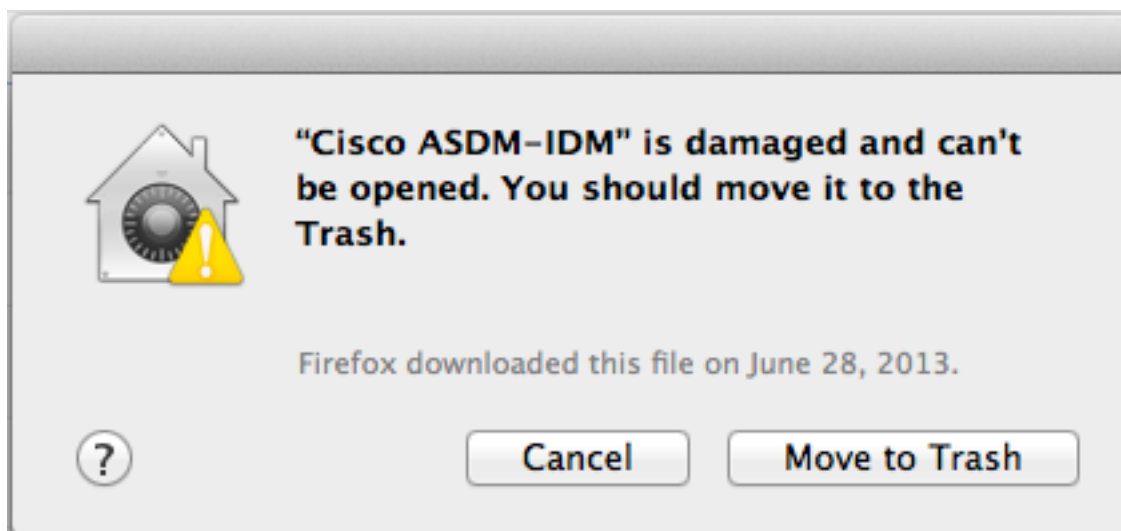 “Cisco ASDM-IDM” is damaged and can't
be opened. You should move it to the
Trash.
Firefox downloaded this file on June 28, 2013.
?
Cancel
Move to Trash